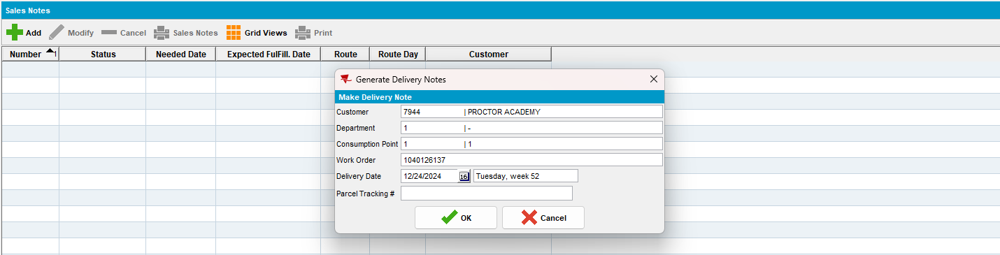 Sales Notes
Add Modify Cancel Sales Notes Grid Views Print
Number 1 Status Needed Date Expected FulFill. Date Route Route Day Customer
Generate Delivery Notes
Make Delivery Note
Customer 7944 | PROCTOR ACADEMY
Department 1 | -
Consumption Point 1 | 1
Work Order 1040126137
Delivery Date 12/24/2024 16 Tuesday, week 52
Parcel Tracking #
OK Cancel